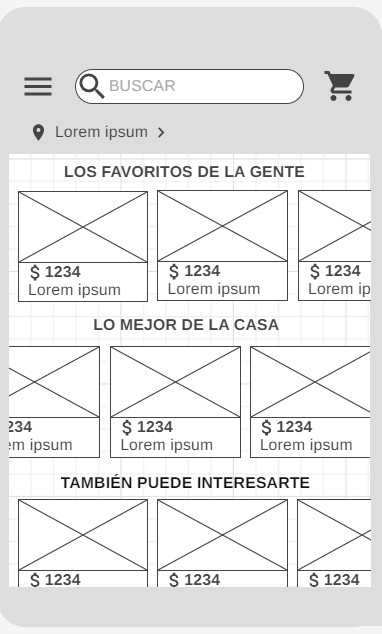 BUSCAR
Lorem ipsum
LOS FAVORITOS DE LA GENTE
$ 1234 $ 1234 $ 1234
Lorem ipsum Lorem ipsum Lorem ip
LO MEJOR DE LA CASA
234 $ 1234 $ 1234
em ipsum Lorem ipsum Lorem ipsum
TAMBIÉN PUEDE INTERESARTE
$ 1234 $ 1234 $ 1234